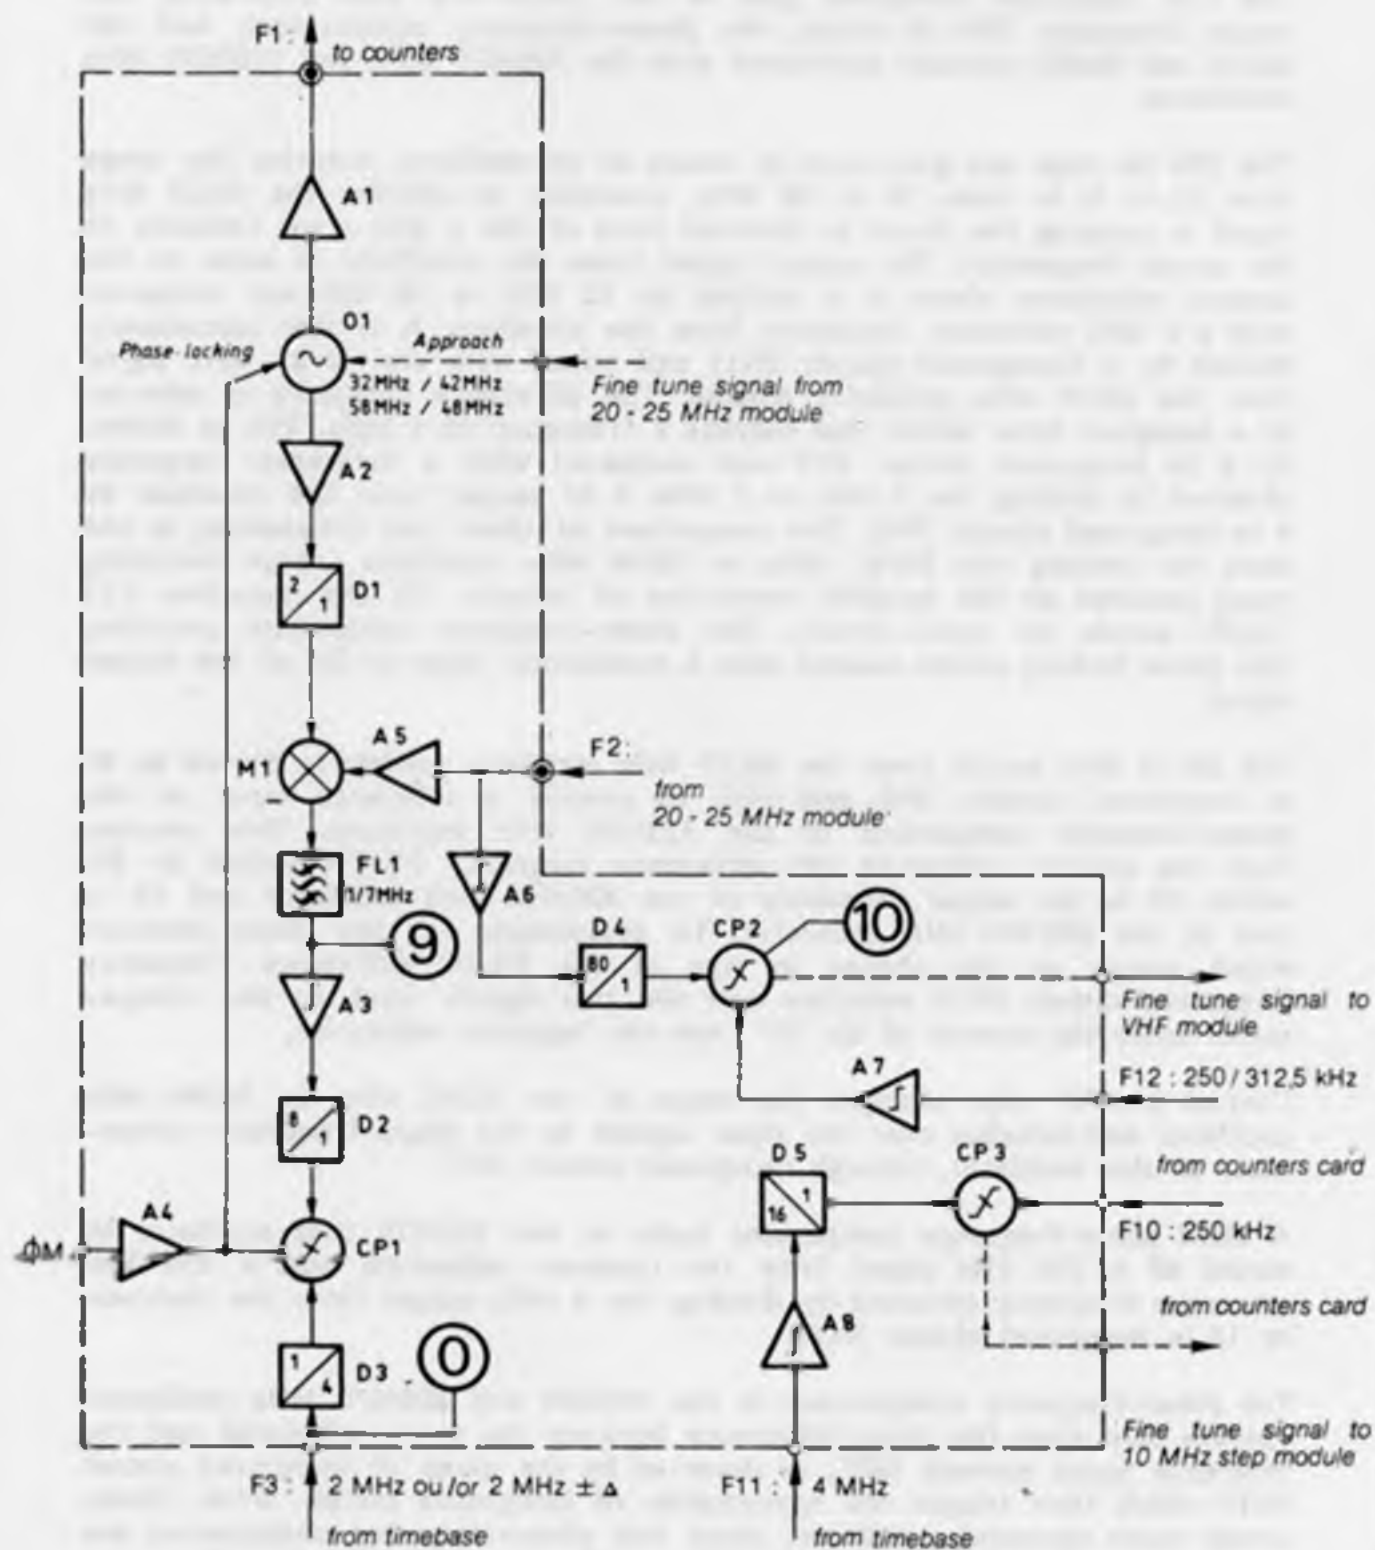 F1:
to counters
A1
O1
Phase-locking
Approach
32MHz / 42MHz
58MHz / 48MHz
Fine tune signal from
20 - 25 MHz module
A2
2/1
D1
A5
M1
F2:
from
20 - 25 MHz module
FL1
1/7MHz
A6
9
D4
80/1
CP2
10
A3
Fine tune signal to
VHF module
A7
F12 : 250 / 312,5 kHz
8/1
D2
D5
1/16
CP3
from counters card
A4
ΦM
CP1
F10 : 250 kHz
from counters card
A8
1/4
D3
0
Fine tune signal to
10 MHz step module
F3: 2 MHz ou/or 2 MHz ± Δ
F11: 4 MHz
from timebase
from timebase